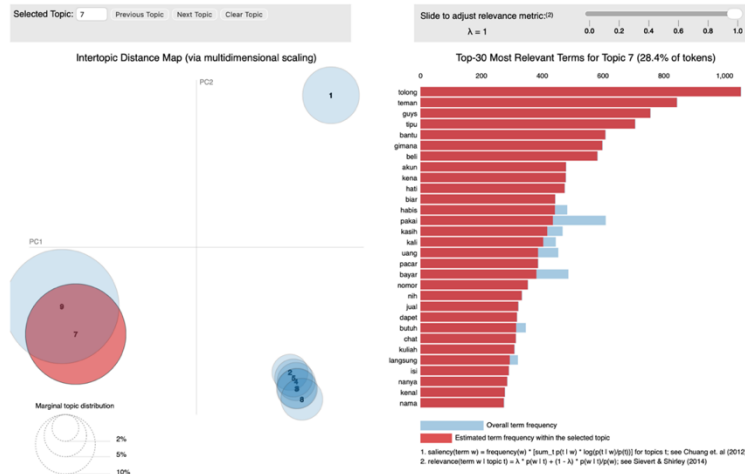 Selected Topic: 7 Previous Topic Next Topic Clear Topic
Slide to adjust relevance metric:(2)
λ = 1
0.0 0.2 0.4 0.6 0.8 1.0
Intertopic Distance Map (via multidimensional scaling)
PC2
PC1
1
9
7
2
4
3
8
Marginal topic distribution
2%
5%
10%
Top-30 Most Relevant Terms for Topic 7 (28.4% of tokens)
0 200 400 600 800 1,000
tolong
teman
guys
tipu
bantu
gimana
beli
akun
kena
hati
biar
habis
pakai
kasih
kali
uang
pacar
bayar
nomor
nih
jual
dapet
butuh
chat
kuliah
langsung
isi
nanya
kenal
nama
Overall term frequency
Estimated term frequency within the selected topic
1. saliency(term w) = frequency(w) * [sum_t p(t | w) * log(p(t | w)/p(t))] for topics t; see Chuang et. al (2012
2. relevance(term w | topic t) = λ * p(w | t) + (1 - λ) * p(w | t)/p(w); see Sievert & Shirley (2014)